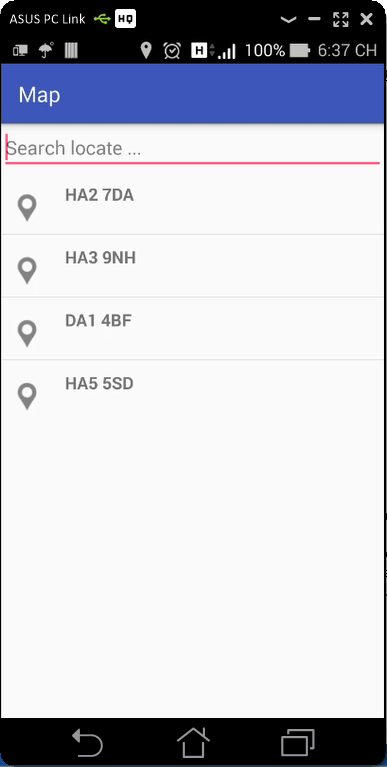 ASUS PC Link HQ
H 100% 6:37 CH
Map
Search locate ...
HA2 7DA
HA3 9NH
DA1 4BF
HA5 5SD